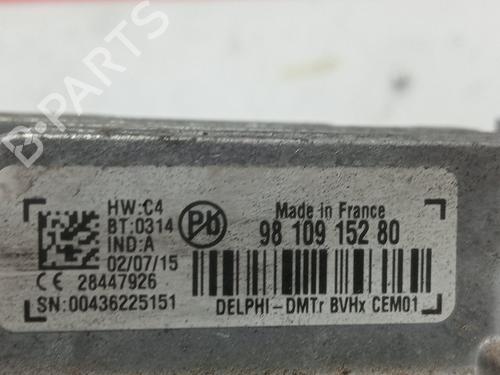 B-PARTS
HW:C4
BT:0314
IND:A
02/07/15
CE 28447926
SN:00436225151
Pb
Made in France
98 109 152 80
DELPHI-DMTr BVHx CEM01